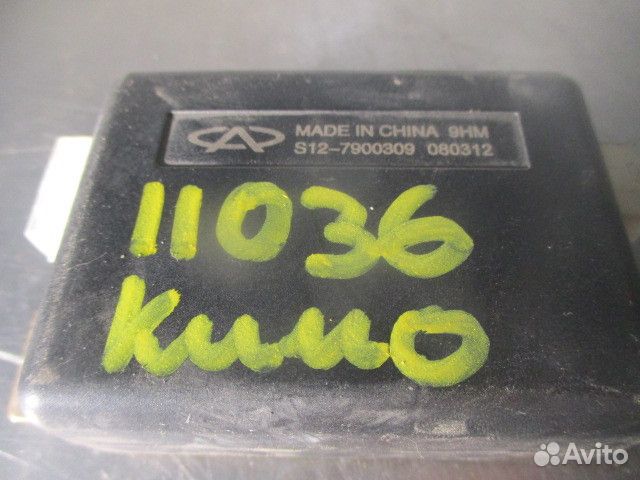 MADE IN CHINA 9HM
S12-7900309 080312
11036
Кимо
Avito